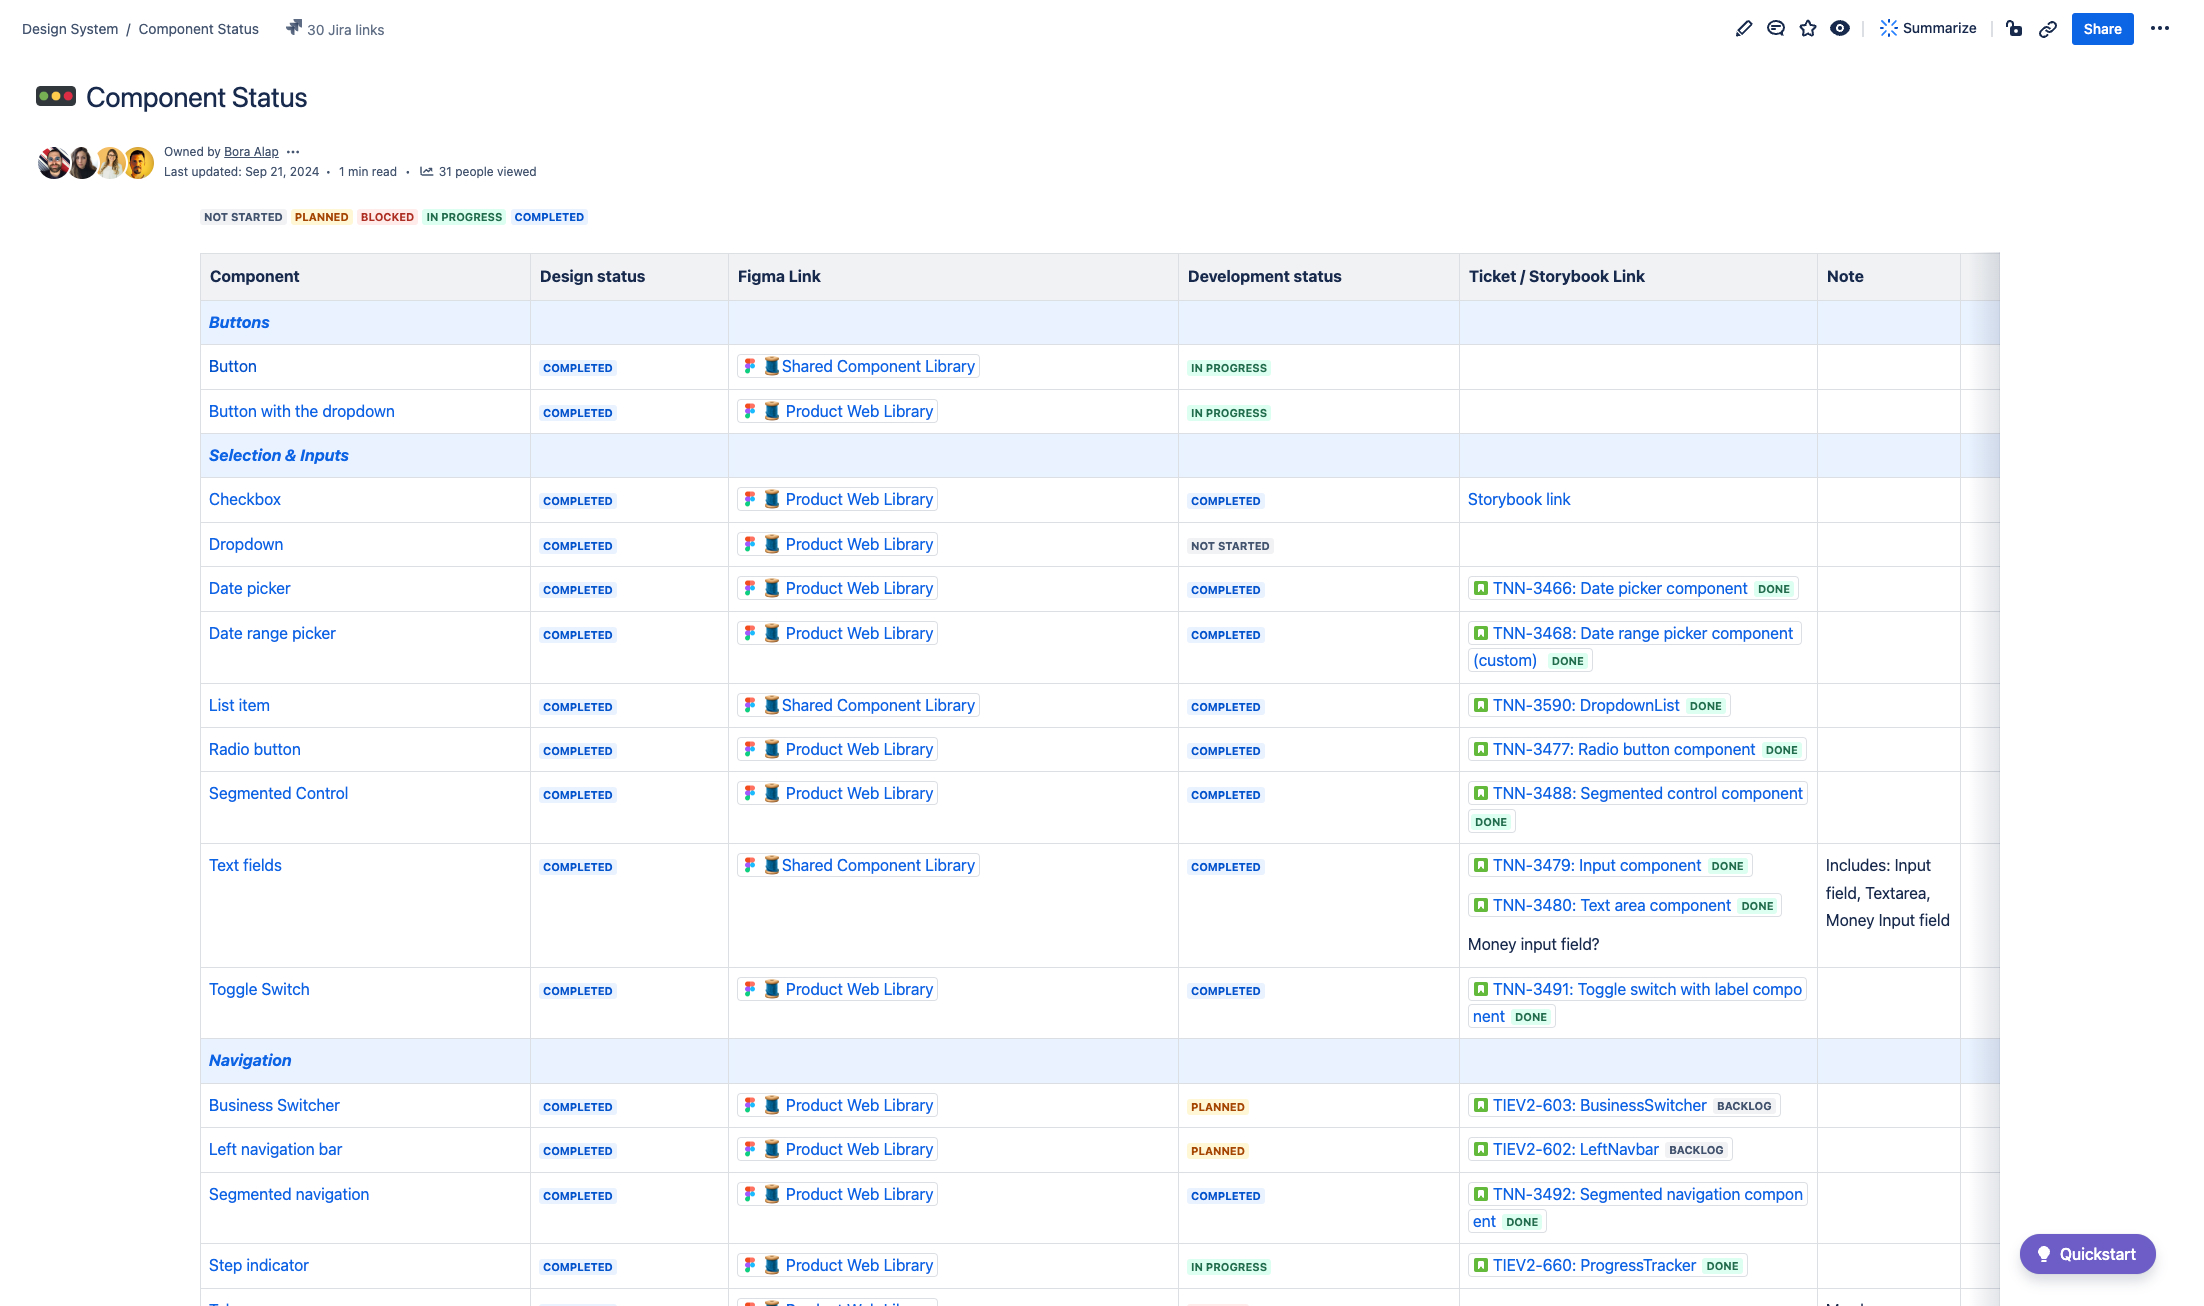 Design System / Component Status 30 Jira links Summarize Share
Component Status
Owned by Bora Alap
Last updated: Sep 21, 2024 • 1 min read • 31 people viewed
NOT STARTED PLANNED BLOCKED IN PROGRESS COMPLETED
Component Design status Figma Link Development status Ticket / Storybook Link Note
Buttons
Button COMPLETED Shared Component Library IN PROGRESS
Button with the dropdown COMPLETED Product Web Library IN PROGRESS
Selection & Inputs
Checkbox COMPLETED Product Web Library COMPLETED Storybook link
Dropdown COMPLETED Product Web Library NOT STARTED
Date picker COMPLETED Product Web Library COMPLETED TNN-3466: Date picker component DONE
Date range picker COMPLETED Product Web Library COMPLETED TNN-3468: Date range picker component
(custom) DONE
List item COMPLETED Shared Component Library COMPLETED TNN-3590: DropdownList DONE
Radio button COMPLETED Product Web Library COMPLETED TNN-3477: Radio button component DONE
Segmented Control COMPLETED Product Web Library COMPLETED TNN-3488: Segmented control component
DONE
Text fields COMPLETED Shared Component Library COMPLETED TNN-3479: Input component DONE Includes: Input
field, Textarea,
TNN-3480: Text area component DONE
Money Input field
Money input field?
Toggle Switch COMPLETED Product Web Library COMPLETED TNN-3491: Toggle switch with label compo
nent DONE
Navigation
Business Switcher COMPLETED Product Web Library PLANNED TIEV2-603: BusinessSwitcher BACKLOG
Left navigation bar COMPLETED Product Web Library PLANNED TIEV2-602: LeftNavbar BACKLOG
Segmented navigation COMPLETED Product Web Library COMPLETED TNN-3492: Segmented navigation compon
ent DONE
Quickstart
Step indicator COMPLETED Product Web Library IN PROGRESS TIEV2-660: ProgressTracker DONE